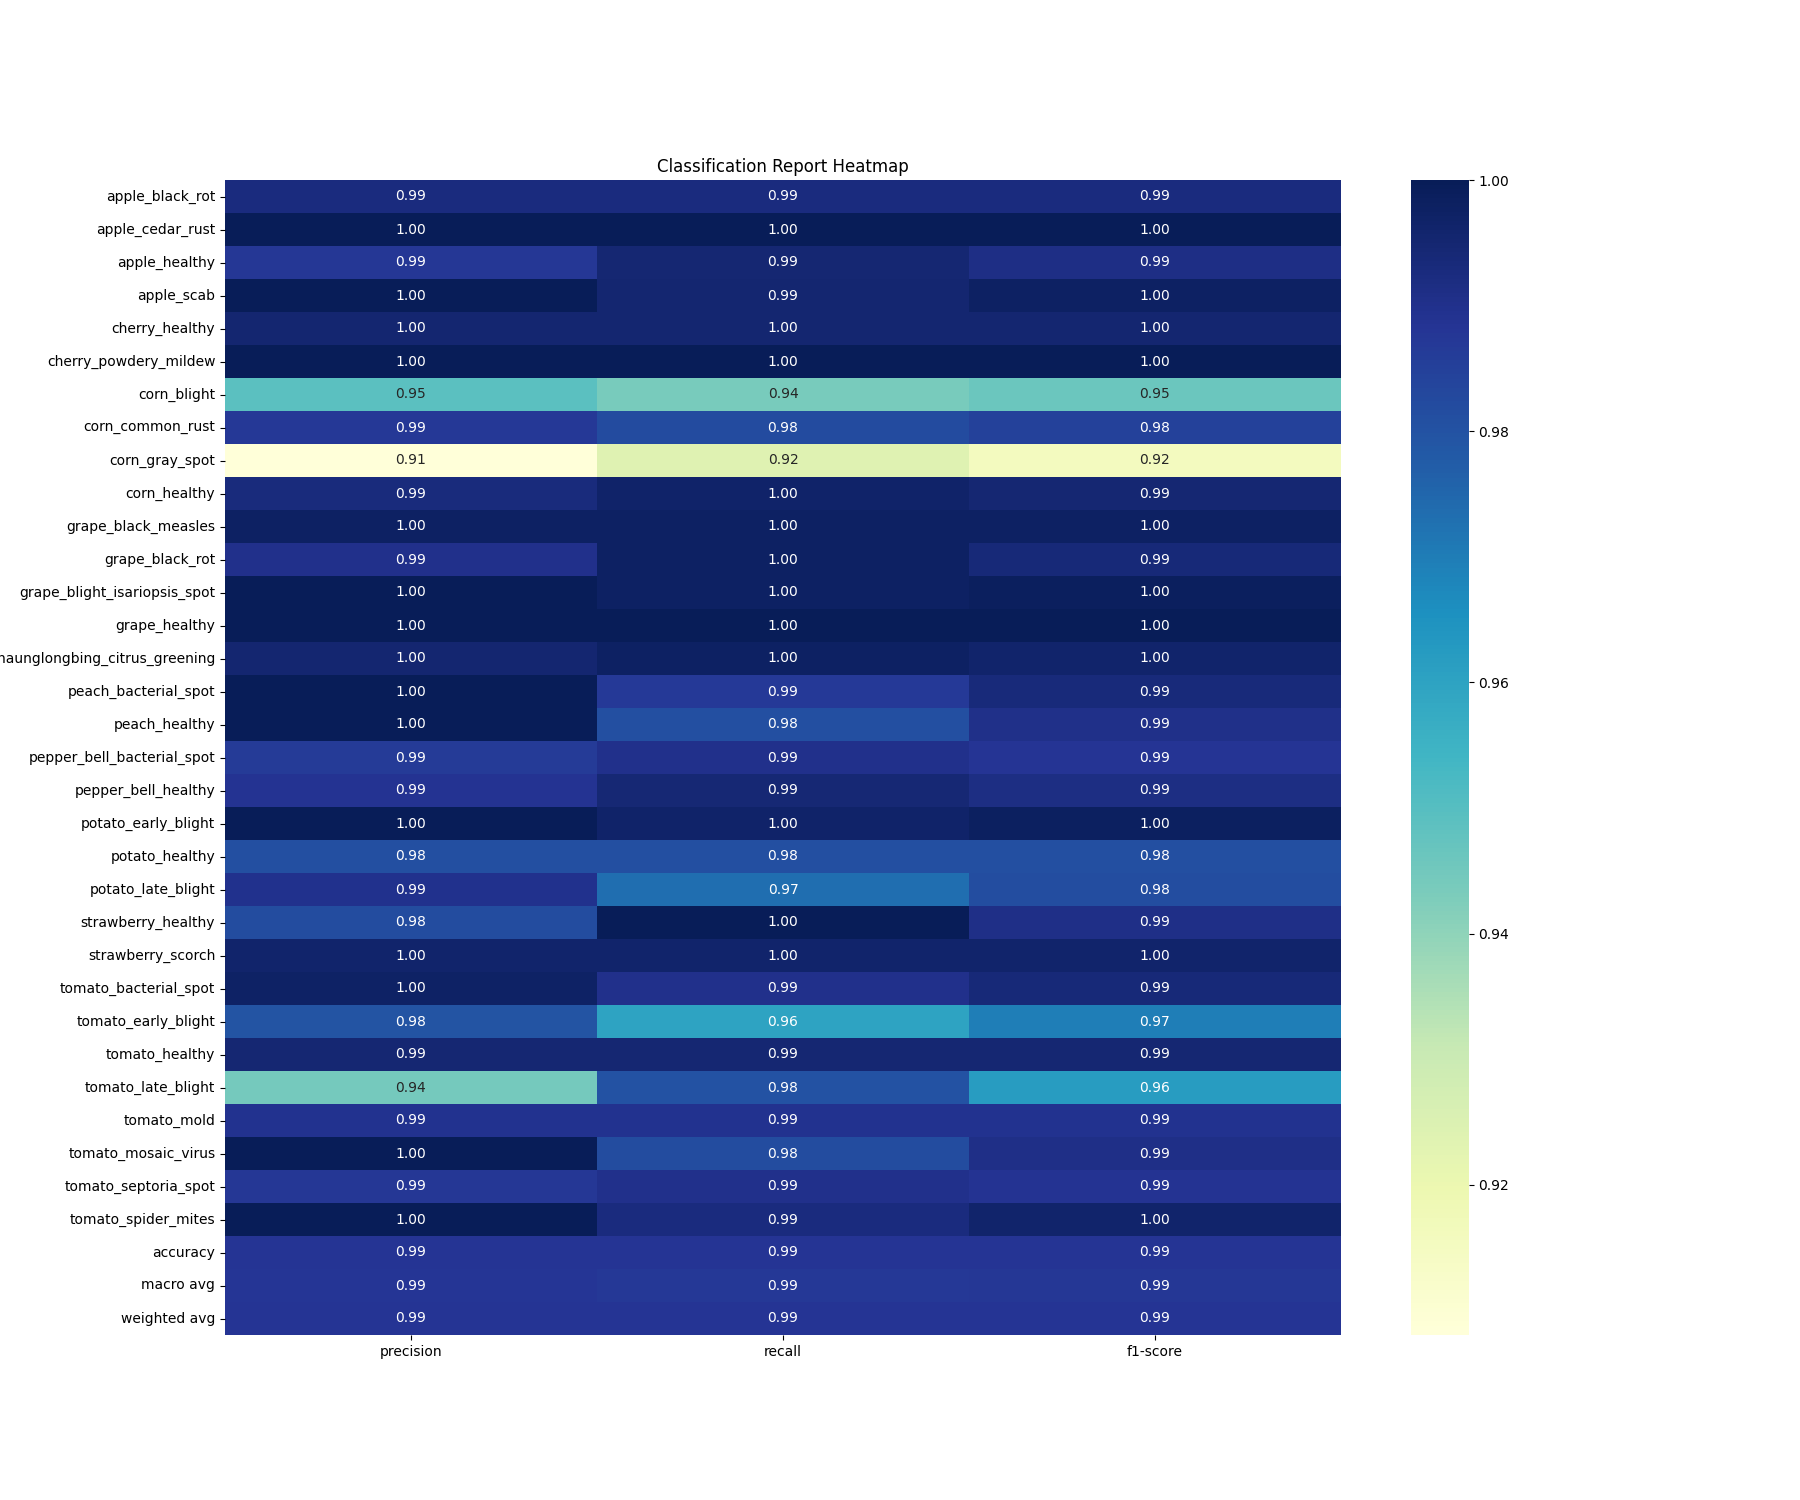 Classification Report Heatmap
apple_black_rot 0.99 0.99 0.99 1.00
apple_cedar_rust 1.00 1.00 1.00
apple_healthy 0.99 0.99 0.99
apple_scab 1.00 0.99 1.00
cherry_healthy 1.00 1.00 1.00
cherry_powdery_mildew 1.00 1.00 1.00
corn_blight 0.95 0.94 0.95
corn_common_rust 0.99 0.98 0.98 0.98
corn_gray_spot 0.91 0.92 0.92
corn_healthy 0.99 1.00 0.99
grape_black_measles 1.00 1.00 1.00
grape_black_rot 0.99 1.00 0.99
grape_blight_isariopsis_spot 1.00 1.00 1.00
grape_healthy 1.00 1.00 1.00
haunglongbing_citrus_greening 1.00 1.00 1.00
peach_bacterial_spot 1.00 0.99 0.99 0.96
peach_healthy 1.00 0.98 0.99
pepper_bell_bacterial_spot 0.99 0.99 0.99
pepper_bell_healthy 0.99 0.99 0.99
potato_early_blight 1.00 1.00 1.00
potato_healthy 0.98 0.98 0.98
potato_late_blight 0.99 0.97 0.98
strawberry_healthy 0.98 1.00 0.99 0.94
strawberry_scorch 1.00 1.00 1.00
tomato_bacterial_spot 1.00 0.99 0.99
tomato_early_blight 0.98 0.96 0.97
tomato_healthy 0.99 0.99 0.99
tomato_late_blight 0.94 0.98 0.96
tomato_mold 0.99 0.99 0.99
tomato_mosaic_virus 1.00 0.98 0.99
tomato_septoria_spot 0.99 0.99 0.99 0.92
tomato_spider_mites 1.00 0.99 1.00
accuracy 0.99 0.99 0.99
macro avg 0.99 0.99 0.99
weighted avg 0.99 0.99 0.99
precision recall f1-score